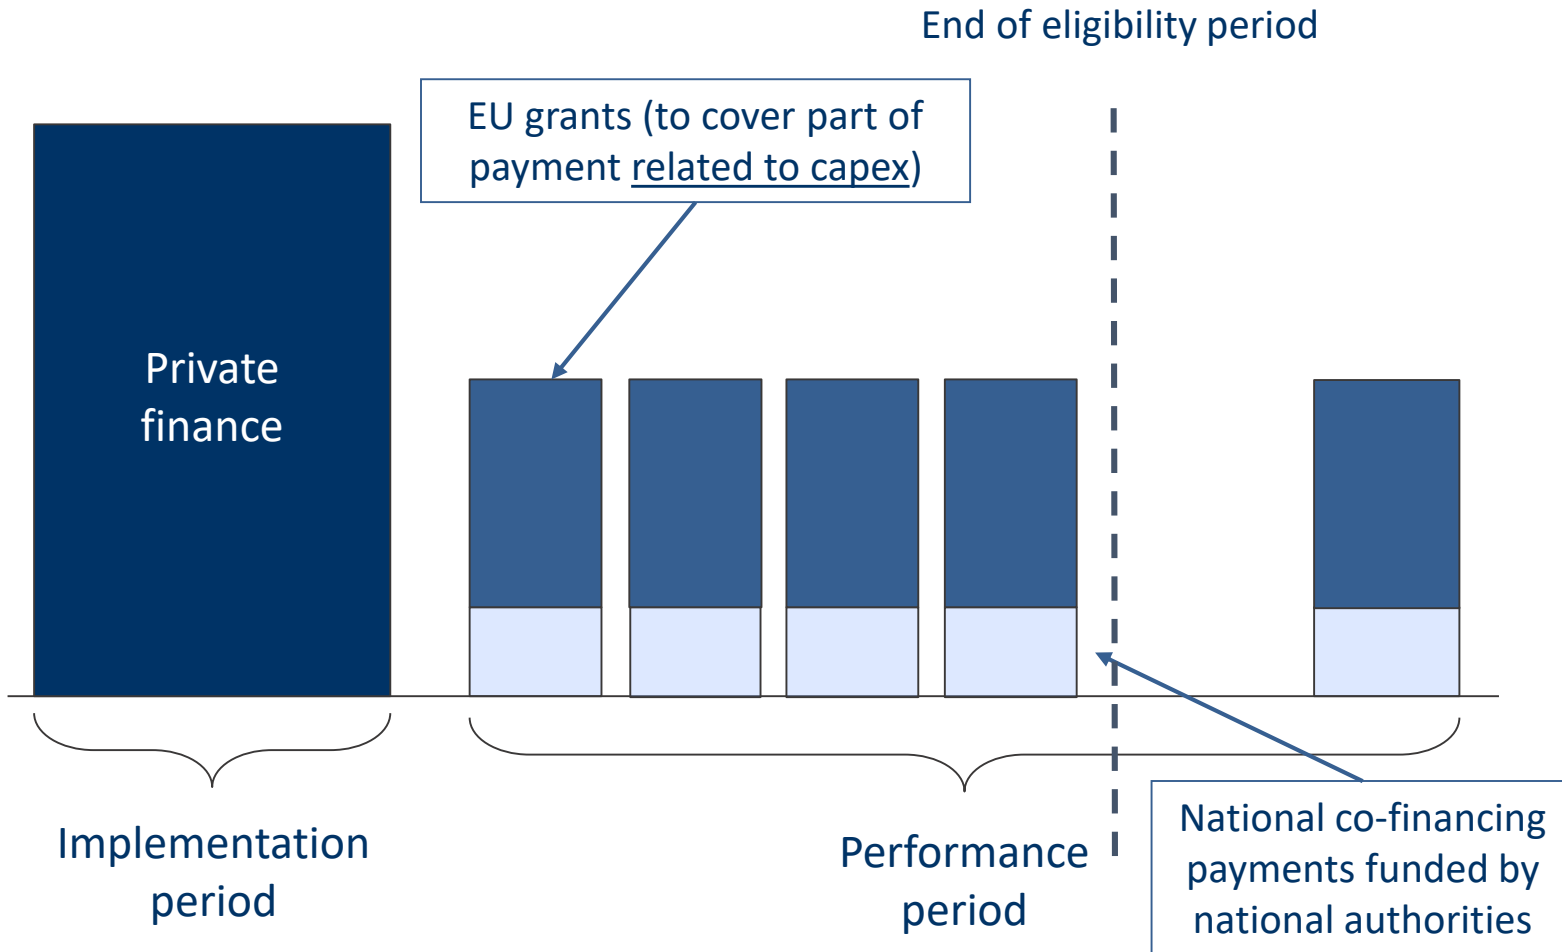 End of eligibility period
EU grants (to cover part of
payment related to capex)
Private
finance
Implementation
period
Performance
period
National co-financing
payments funded by
national authorities